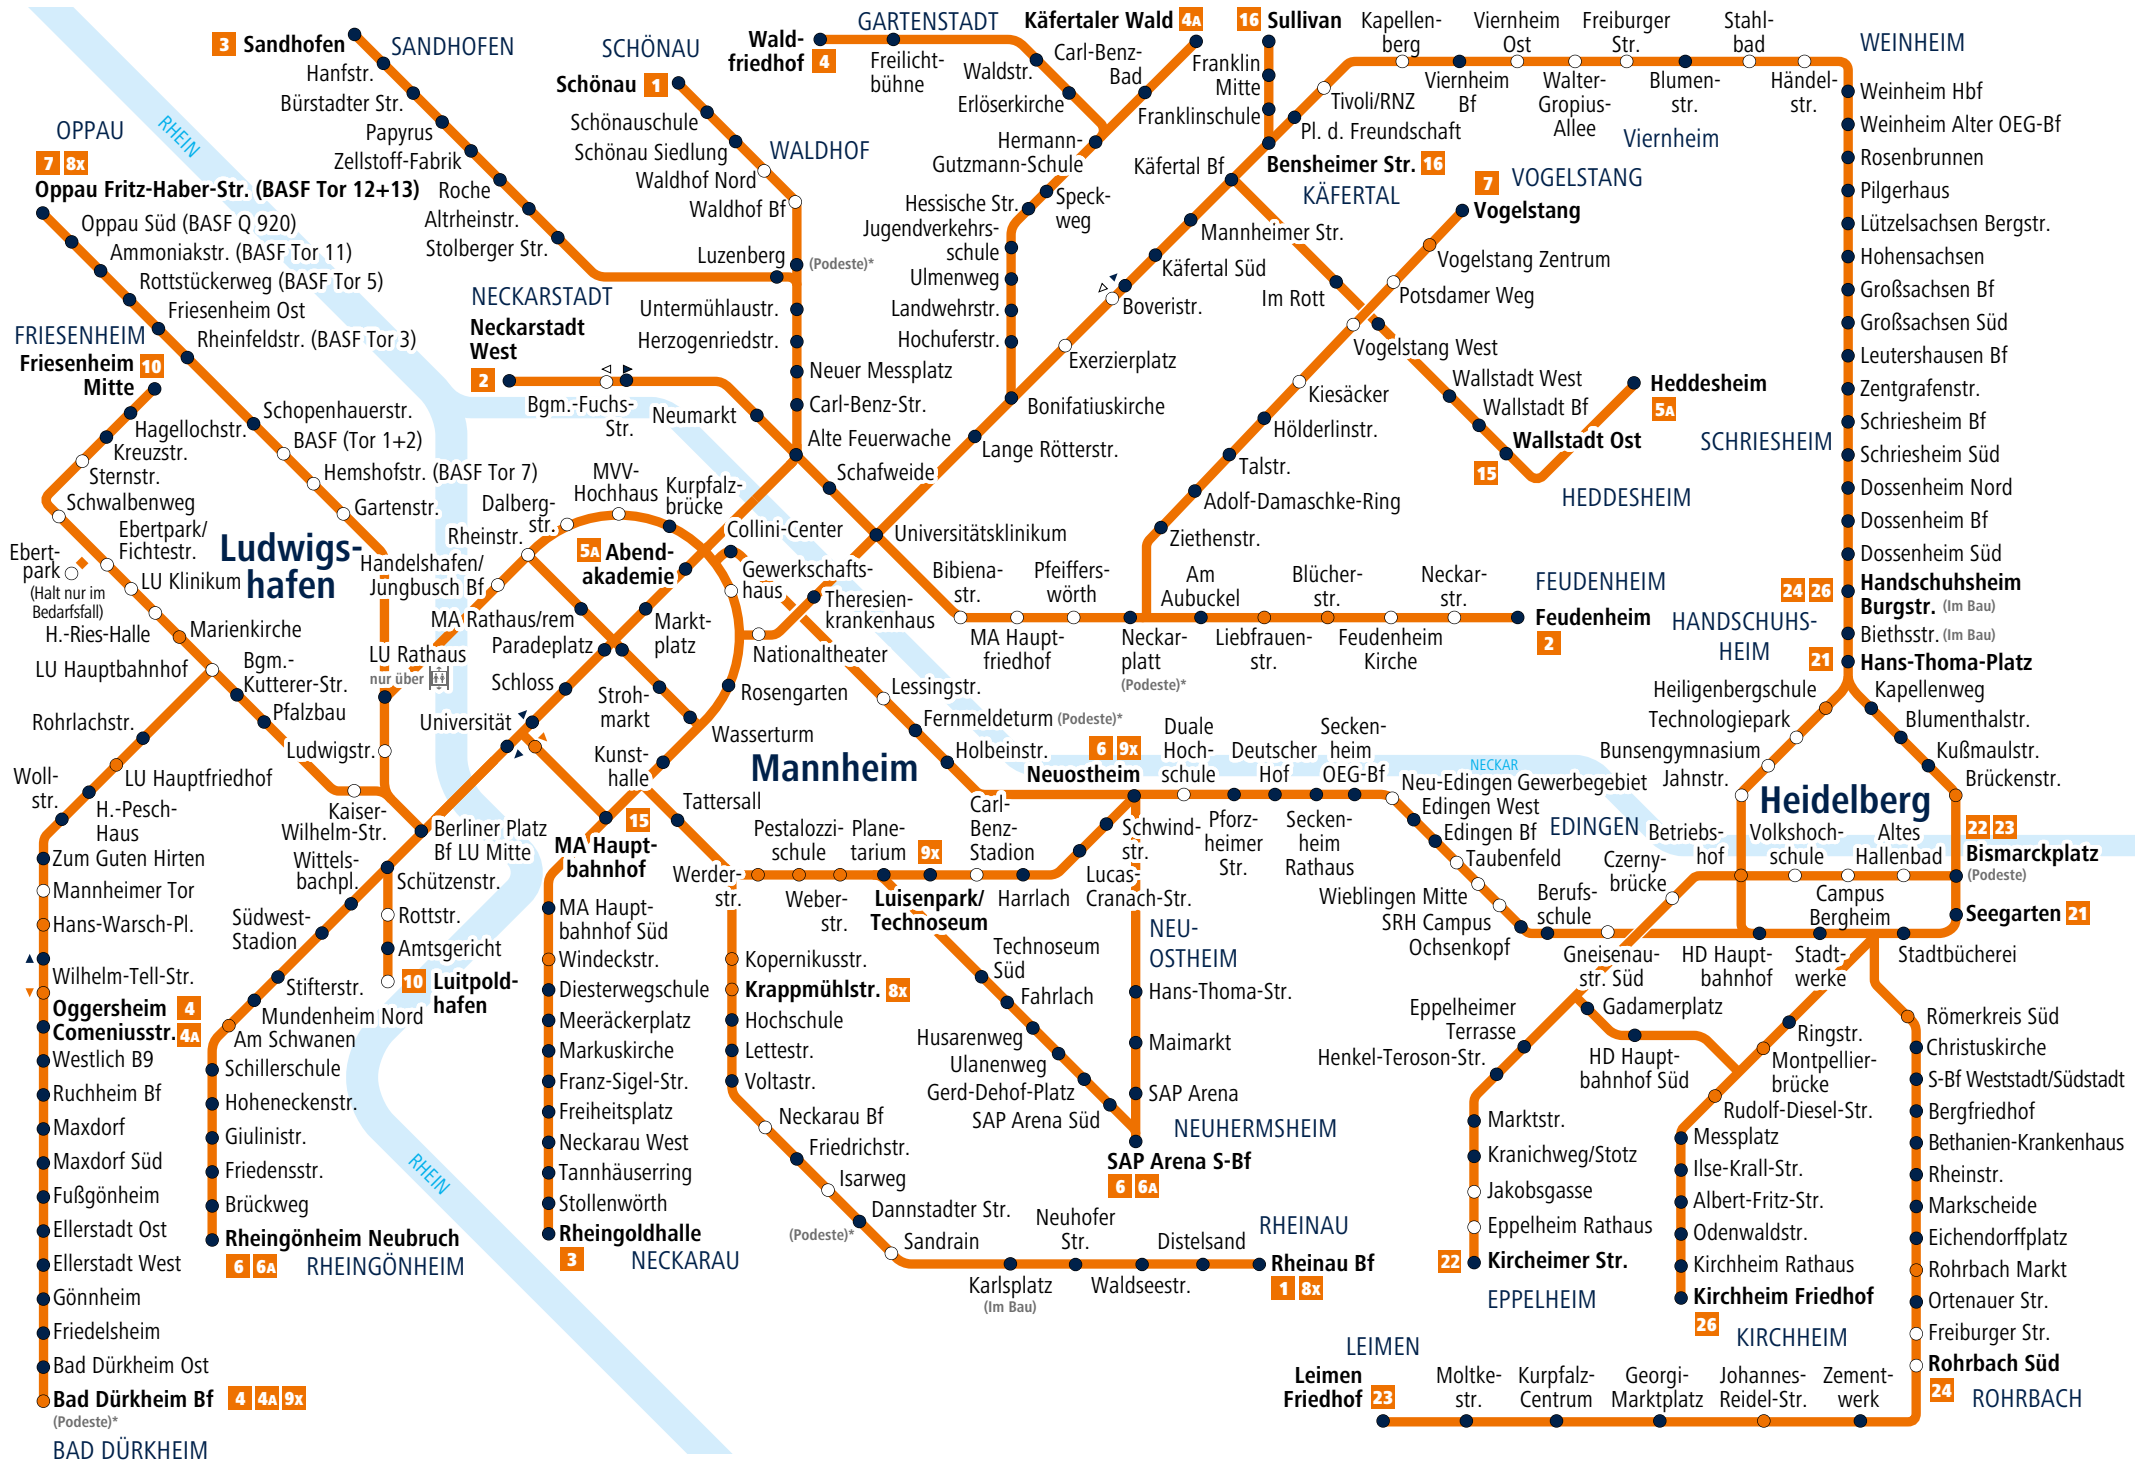 3 Sandhofen
Hanfstr.
Bürstadter Str.
Papyrus
Zellstoff-Fabrik
Roche
Altrheinstr.
Stolberger Str.
SANDHOFEN
RHEIN
SCHÖNAU
Schönau 1
Schönauschule
Schönau Siedlung
Waldhof Nord
Waldhof Bf
WALDHOF
Luzenberg
(Podeste)*
Untermühlaustr.
Herzogenriedstr.
Neuer Messplatz
Carl-Benz-Str.
Alte Feuerwache
Schafweide
GARTENSTADT
Wald-
friedhof 4
Freilicht-
bühne
Waldstr.
Erlöserkirche
Käfertaler Wald 4A
Carl-Benz-
Bad
Hermann-
Gutzmann-Schule
Speck-
weg
Hessische Str.
Jugendverkehrs-
schule
Ulmenweg
Landwehrstr.
Hochuferstr.
Bonifatiuskirche
Lange Rötterstr.
16 Sullivan
Franklin
Mitte
Franklinschule
Bensheimer Str. 16
Käfertal Bf
KÄFERTAL
Pl. d. Freundschaft
Tivoli/RNZ
Kapellen-
berg
Viernheim
Bf
Viernheim
Ost
Walter-
Gropius-
Allee
Freiburger
Str.
Blumen-
str.
Stahl-
bad
Händel-
str.
Viernheim
WEINHEIM
Weinheim Hbf
Weinheim Alter OEG-Bf
Rosenbrunnen
Pilgerhaus
Lützelsachsen Bergstr.
Hohensachsen
Großsachsen Bf
Großsachsen Süd
Leutershausen Bf
Zentgrafenstr.
Schriesheim Bf
Schriesheim Süd
SCHRIESHEIM
Dossenheim Nord
Dossenheim Bf
Dossenheim Süd
24 26
Handschuhsheim
Burgstr. (Im Bau)
Biethsstr. (Im Bau)
21 Hans-Thoma-Platz
HANDSCHUHS-
HEIM
Mannheimer Str.
Käfertal Süd
Boveristr.
Exerzierplatz
Im Rott
7 VOGELSTANG
Vogelstang
Vogelstang Zentrum
Potsdamer Weg
Vogelstang West
Wallstadt West
Wallstadt Bf
Wallstadt Ost
15
Heddesheim
5A
HEDDESHEIM
Kiesäcker
Hölderlinstr.
Talstr.
Adolf-Damaschke-Ring
Ziethenstr.
OPPAU
7 8x
Oppau Fritz-Haber-Str. (BASF Tor 12+13)
Oppau Süd (BASF Q 920)
Ammoniakstr. (BASF Tor 11)
Rottstückerweg (BASF Tor 5)
Friesenheim Ost
Rheinfeldstr. (BASF Tor 3)
Schopenhauerstr.
BASF (Tor 1+2)
Hemshofstr. (BASF Tor 7)
Gartenstr.
FRIESENHEIM
Friesenheim 10
Mitte
Hagellochstr.
Kreuzstr.
Sternstr.
Schwalbenweg
Ebertpark/
Fichtestr.
Ebert-
park
(Halt nur im
Bedarfsfall)
LU Klinikum
H.-Ries-Halle
Marienkirche
LU Hauptbahnhof
Bgm.-
Kutterer-Str.
Pfalzbau
Ludwigs-
hafen
NECKARSTADT
Neckarstadt
West
2
Bgm.-Fuchs-
Str.
Neumarkt
MVV-
Hochhaus
Kurpfalz-
brücke
Dalberg-
str.
Rheinstr.
Handelshafen/
Jungbusch Bf
5A Abend-
akademie
Collini-Center
Gewerkschafts-
haus
Theresien-
krankenhaus
Nationaltheater
Universitätsklinikum
MA Rathaus/rem
Paradeplatz
Markt-
platz
LU Rathaus
nur über
Schloss
Stroh-
markt
Rosengarten
Wasserturm
Universität
Kunst-
halle
Ludwigstr.
Kaiser-
Wilhelm-Str.
Berliner Platz
Bf LU Mitte
Wittels-
bachpl.
Schützenstr.
Rottstr.
Amtsgericht
10 Luitpold-
hafen
Südwest-
Stadion
Stifterstr.
Mundenheim Nord
Am Schwanen
Schillerschule
Hoheneckenstr.
Giulinistr.
Friedensstr.
Brückweg
Rheingönheim Neubruch
6 6A RHEINGÖNHEIM
RHEIN
Rohrlachstr.
LU Hauptfriedhof
Woll-
str.
H.-Pesch-
Haus
Zum Guten Hirten
Mannheimer Tor
Hans-Warsch-Pl.
Wilhelm-Tell-Str.
Oggersheim 4
Comeniusstr. 4A
Westlich B9
Ruchheim Bf
Maxdorf
Maxdorf Süd
Fußgönheim
Ellerstadt Ost
Ellerstadt West
Gönnheim
Friedelsheim
Bad Dürkheim Ost
Bad Dürkheim Bf 4 4A 9x
(Podeste)*
BAD DÜRKHEIM
Bibiena-
str.
MA Haupt-
friedhof
Pfeiffers-
wörth
Neckar-
platt
(Podeste)*
Am
Aubuckel
Liebfrauen-
str.
Blücher-
str.
Feudenheim
Kirche
Neckar-
str.
FEUDENHEIM
Feudenheim
2
Mannheim
Lessingstr.
Fernmeldeturm (Podeste)*
Holbeinstr.
6 9x
Neuostheim
Duale
Hoch-
schule
Pforz-
heimer
Str.
Deutscher
Hof
Secken-
heim
Rathaus
Secken-
heim
OEG-Bf
NECKAR
Neu-Edingen Gewerbegebiet
Edingen West
Edingen Bf
EDINGEN
Taubenfeld
Wieblingen Mitte
SRH Campus
Ochsenkopf
Berufs-
schule
Czerny-
brücke
Tattersall
15
MA Haupt-
bahnhof
Werder-
str.
Pestalozzi-
schule
Weber-
str.
Plane-
tarium
9x
Luisenpark/
Technoseum
Carl-
Benz-
Stadion
Harrlach
Lucas-
Cranach-Str.
Schwind-
str.
NEU-
OSTHEIM
Hans-Thoma-Str.
Maimarkt
SAP Arena
Technoseum
Süd
Fahrlach
Husarenweg
Ulanenweg
Gerd-Dehof-Platz
SAP Arena Süd
NEUHERMSHEIM
SAP Arena S-Bf
6 6A
MA Haupt-
bahnhof Süd
Windeckstr.
Diesterwegschule
Meeräckerplatz
Markuskirche
Franz-Sigel-Str.
Freiheitsplatz
Neckarau West
Tannhäuserring
Stollenwörth
Rheingoldhalle
3 NECKARAU
Kopernikusstr.
Krappmühlstr. 8x
Hochschule
Lettestr.
Voltastr.
Neckarau Bf
Friedrichstr.
Isarweg
Dannstadter Str.
(Podeste)*
Sandrain
Karlsplatz
(Im Bau)
Neuhofer
Str.
Waldseestr.
Distelsand
RHEINAU
Rheinau Bf
1 8x
Heiligenbergschule
Technologiepark
Bunsengymnasium
Jahnstr.
Kapellenweg
Blumenthalstr.
Kußmaulstr.
Brückenstr.
Heidelberg
Betriebs-
hof
Volkshoch-
schule
Altes
Hallenbad
Campus
Bergheim
22 23
Bismarckplatz
(Podeste)
Seegarten 21
Stadtbücherei
Stadt-
werke
HD Haupt-
bahnhof
Gneisenau-
str. Süd
Gadamerplatz
HD Haupt-
bahnhof Süd
Eppelheimer
Terrasse
Henkel-Teroson-Str.
Marktstr.
Kranichweg/Stotz
Jakobsgasse
Eppelheim Rathaus
22 Kircheimer Str.
EPPELHEIM
Ringstr.
Montpellier-
brücke
Rudolf-Diesel-Str.
Messplatz
Ilse-Krall-Str.
Albert-Fritz-Str.
Odenwaldstr.
Kirchheim Rathaus
Kirchheim Friedhof
26 KIRCHHEIM
Römerkreis Süd
Christuskirche
S-Bf Weststadt/Südstadt
Bergfriedhof
Bethanien-Krankenhaus
Rheinstr.
Markscheide
Eichendorffplatz
Rohrbach Markt
Ortenauer Str.
Freiburger Str.
Rohrbach Süd
24 ROHRBACH
LEIMEN
Leimen
Friedhof 23
Moltke-
str.
Kurpfalz-
Centrum
Georgi-
Marktplatz
Johannes-
Reidel-Str.
Zement-
werk